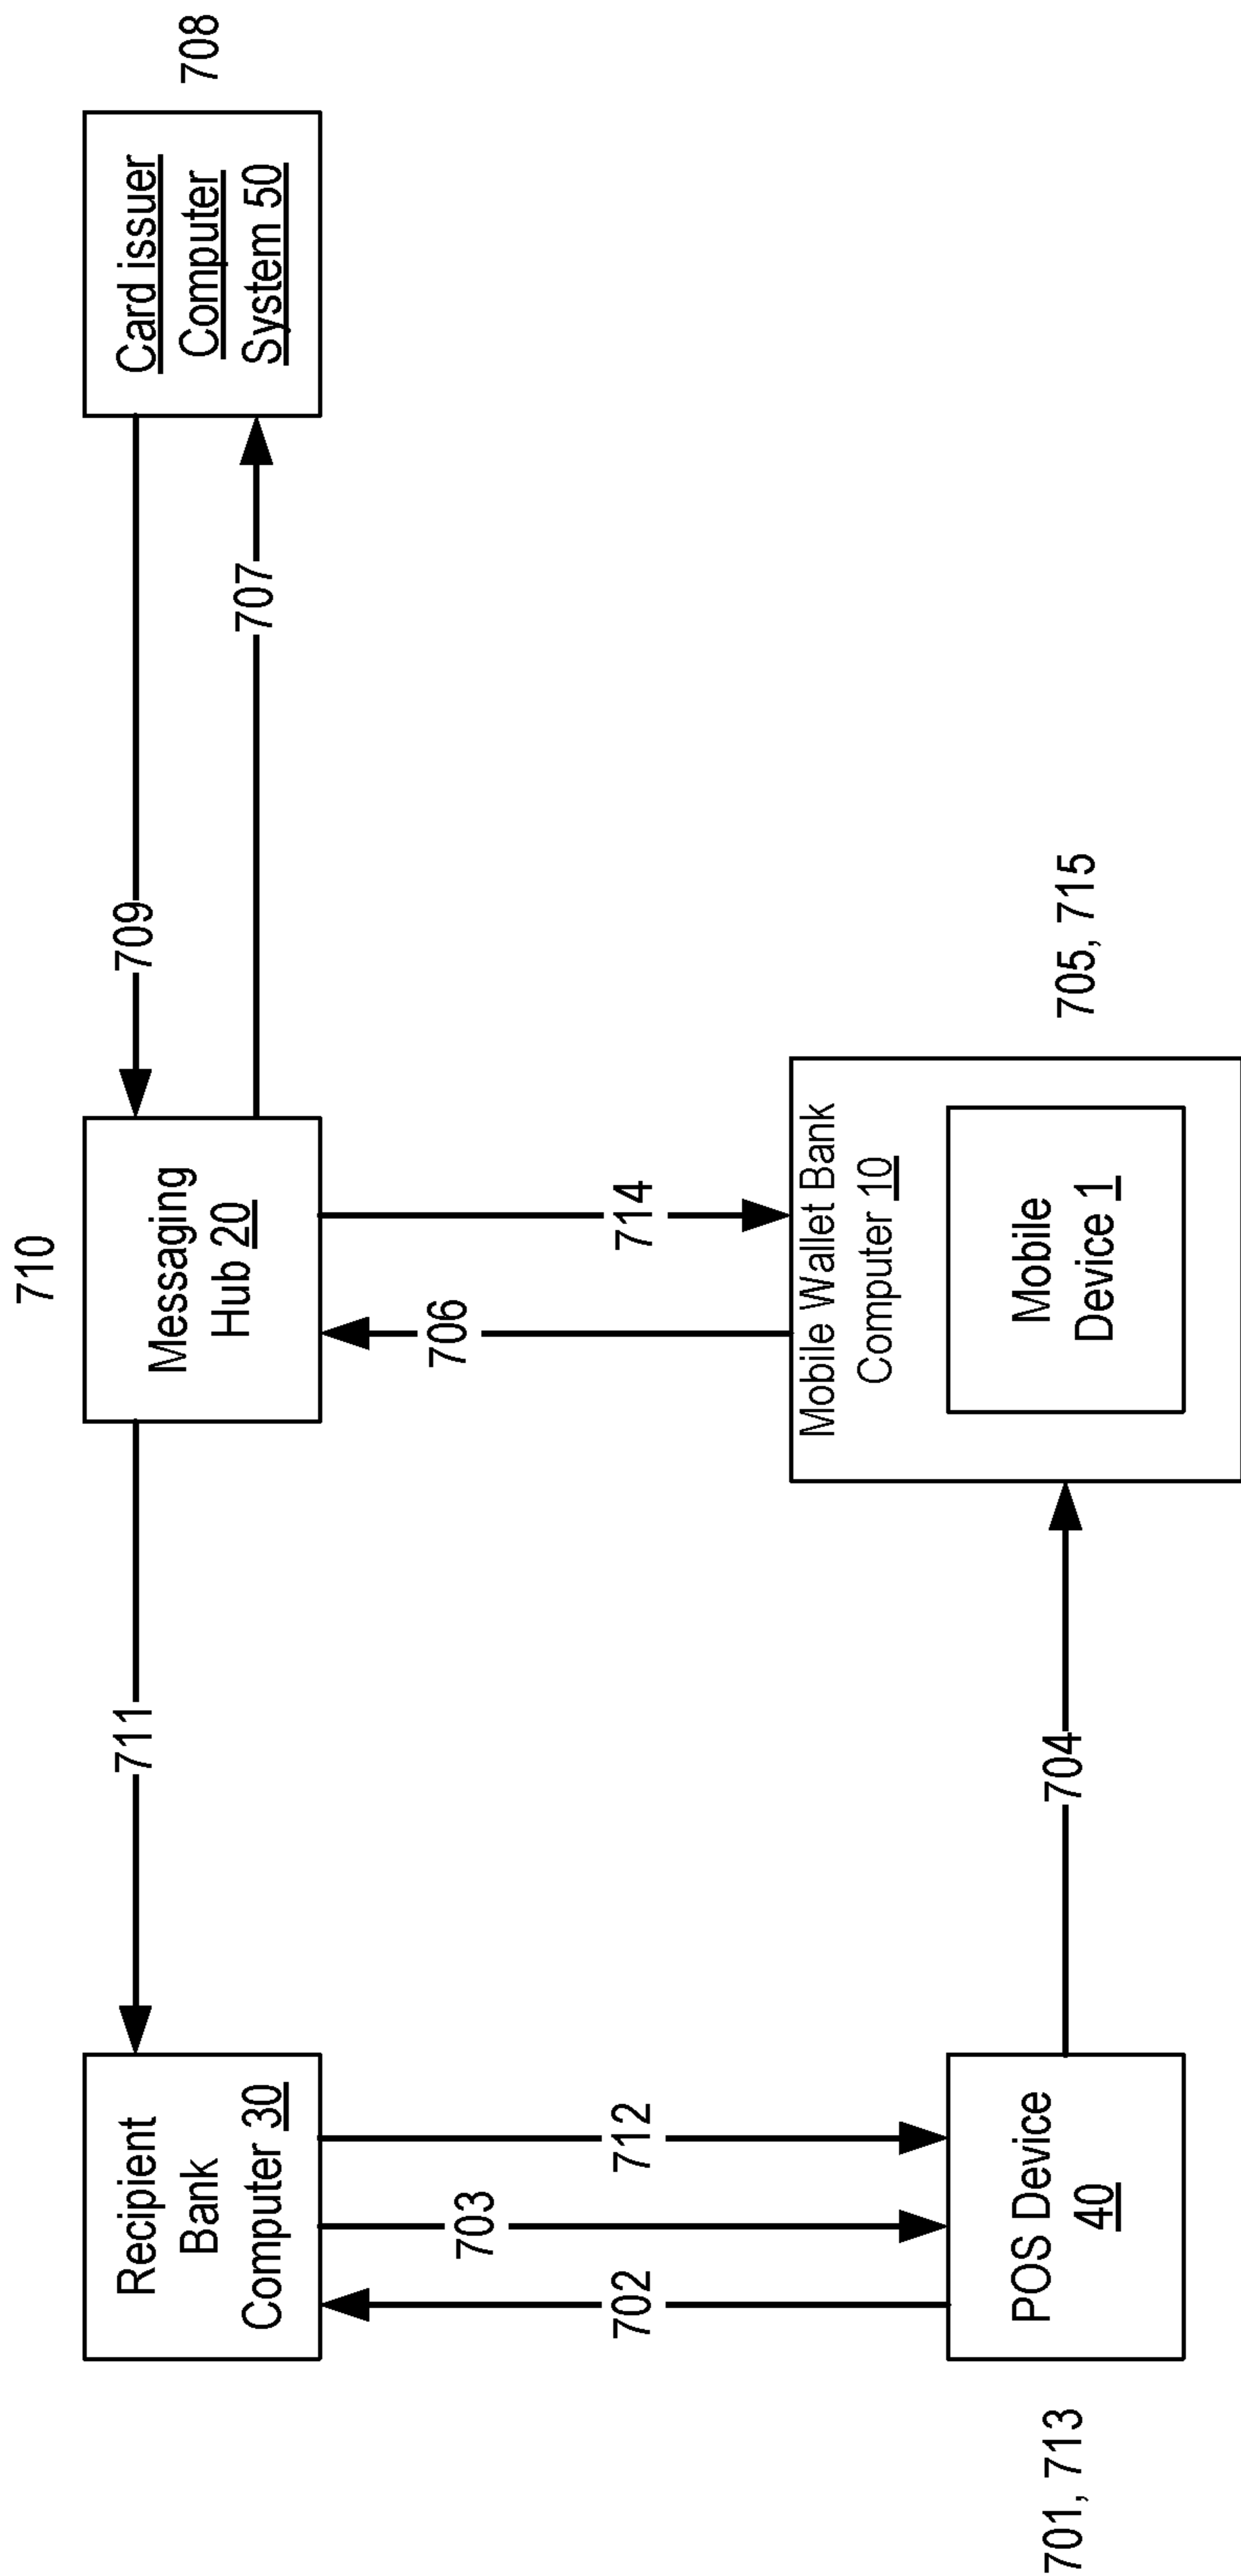 710
708
Recipient
Bank
Computer 30
711
Messaging
Hub 20
709
707
Card issuer
Computer
System 50
702
703
712
706
714
701, 713
POS Device
40
704
Mobile Wallet Bank
Computer 10
Mobile
Device 1
705, 715